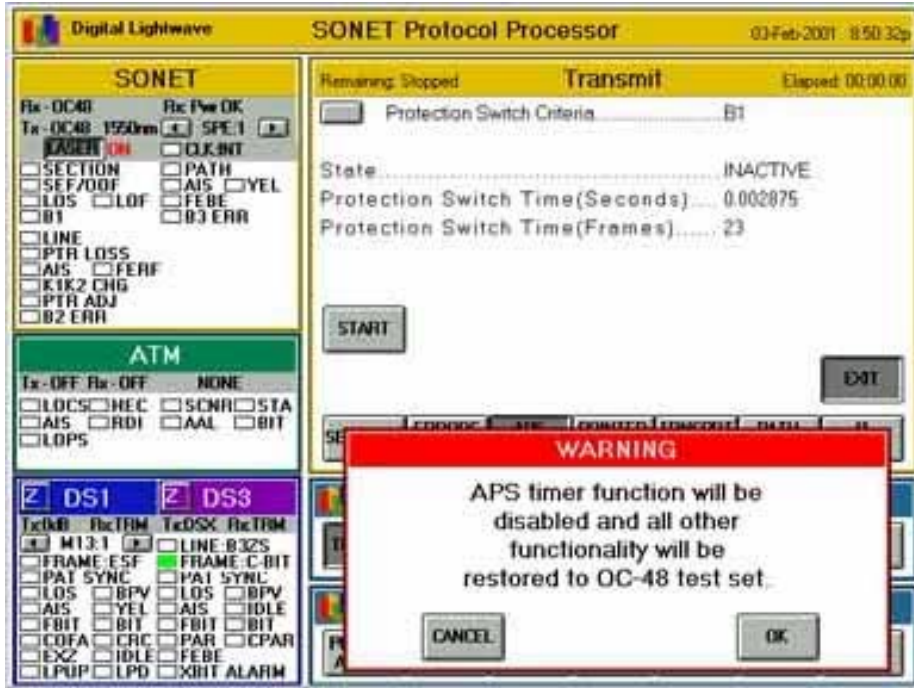 Digital Lightwave
SONET Protocol Processor
03-Feb-2001 8:50:32p
SONET
Rx - OC48 Rx Pwr OK
Tx - OC48 1550nm SPE:1
LASER ON CLK:INT
SECTION PATH
SEF/OOF AIS YEL
LOS LOF FEBE
B1 B3 ERR
LINE
PTR LOSS
AIS FERF
K1K2 CHG
PTR ADJ
B2 ERR
Remaining: Stopped Transmit Elapsed: 00:00:00
Protection Switch Criteria B1
State INACTIVE
Protection Switch Time(Seconds) 0.002875
Protection Switch Time(Frames) 23
START
EXIT
ATM
Tx - OFF Rx - OFF NONE
LOCS HEC SCNR STA
AIS RDI AAL BIT
LOPS
Z DS1 Z DS3
Tx0dB RxTRM TxDSX RxTRM
M13:1 LINE:B3ZS
FRAME:ESF FRAME:C-BIT
PAT SYNC PAT SYNC
LOS BPV LOS BPV
AIS YEL AIS IDLE
FBIT BIT FBIT BIT
COFA CRC PAR CPAR
EXZ IDLE FEBE
LPUP LPD XBIT ALARM
WARNING
APS timer function will be
disabled and all other
functionality will be
restored to OC-48 test set.
CANCEL OK